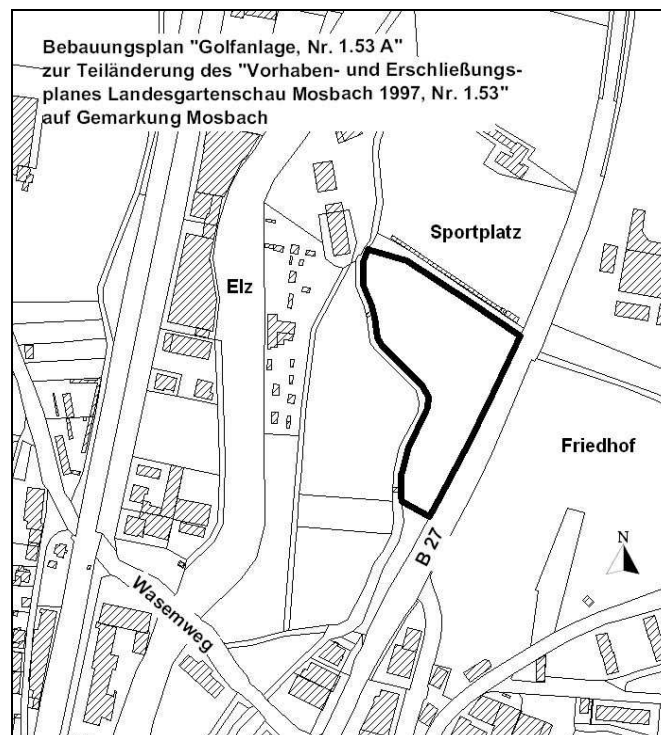 Bebauungsplan "Golfanlage, Nr. 1.53 A"
zur Teiländerung des "Vorhaben- und Erschließungs-
planes Landesgartenschau Mosbach 1997, Nr. 1.53"
auf Gemarkung Mosbach
Sportplatz
Elz
Friedhof
N
B 27
Wasemweg